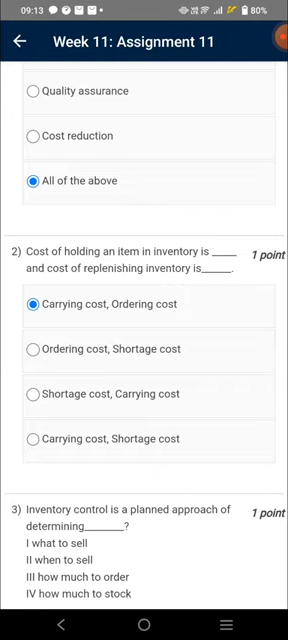 09:13
80%
Week 11: Assignment 11
Quality assurance
Cost reduction
All of the above
2) Cost of holding an item in inventory is _____ 1 point
and cost of replenishing inventory is______.
Carrying cost, Ordering cost
Ordering cost, Shortage cost
Shortage cost, Carrying cost
Carrying cost, Shortage cost
3) Inventory control is a planned approach of 1 point
determining________?
I what to sell
II when to sell
III how much to order
IV how much to stock